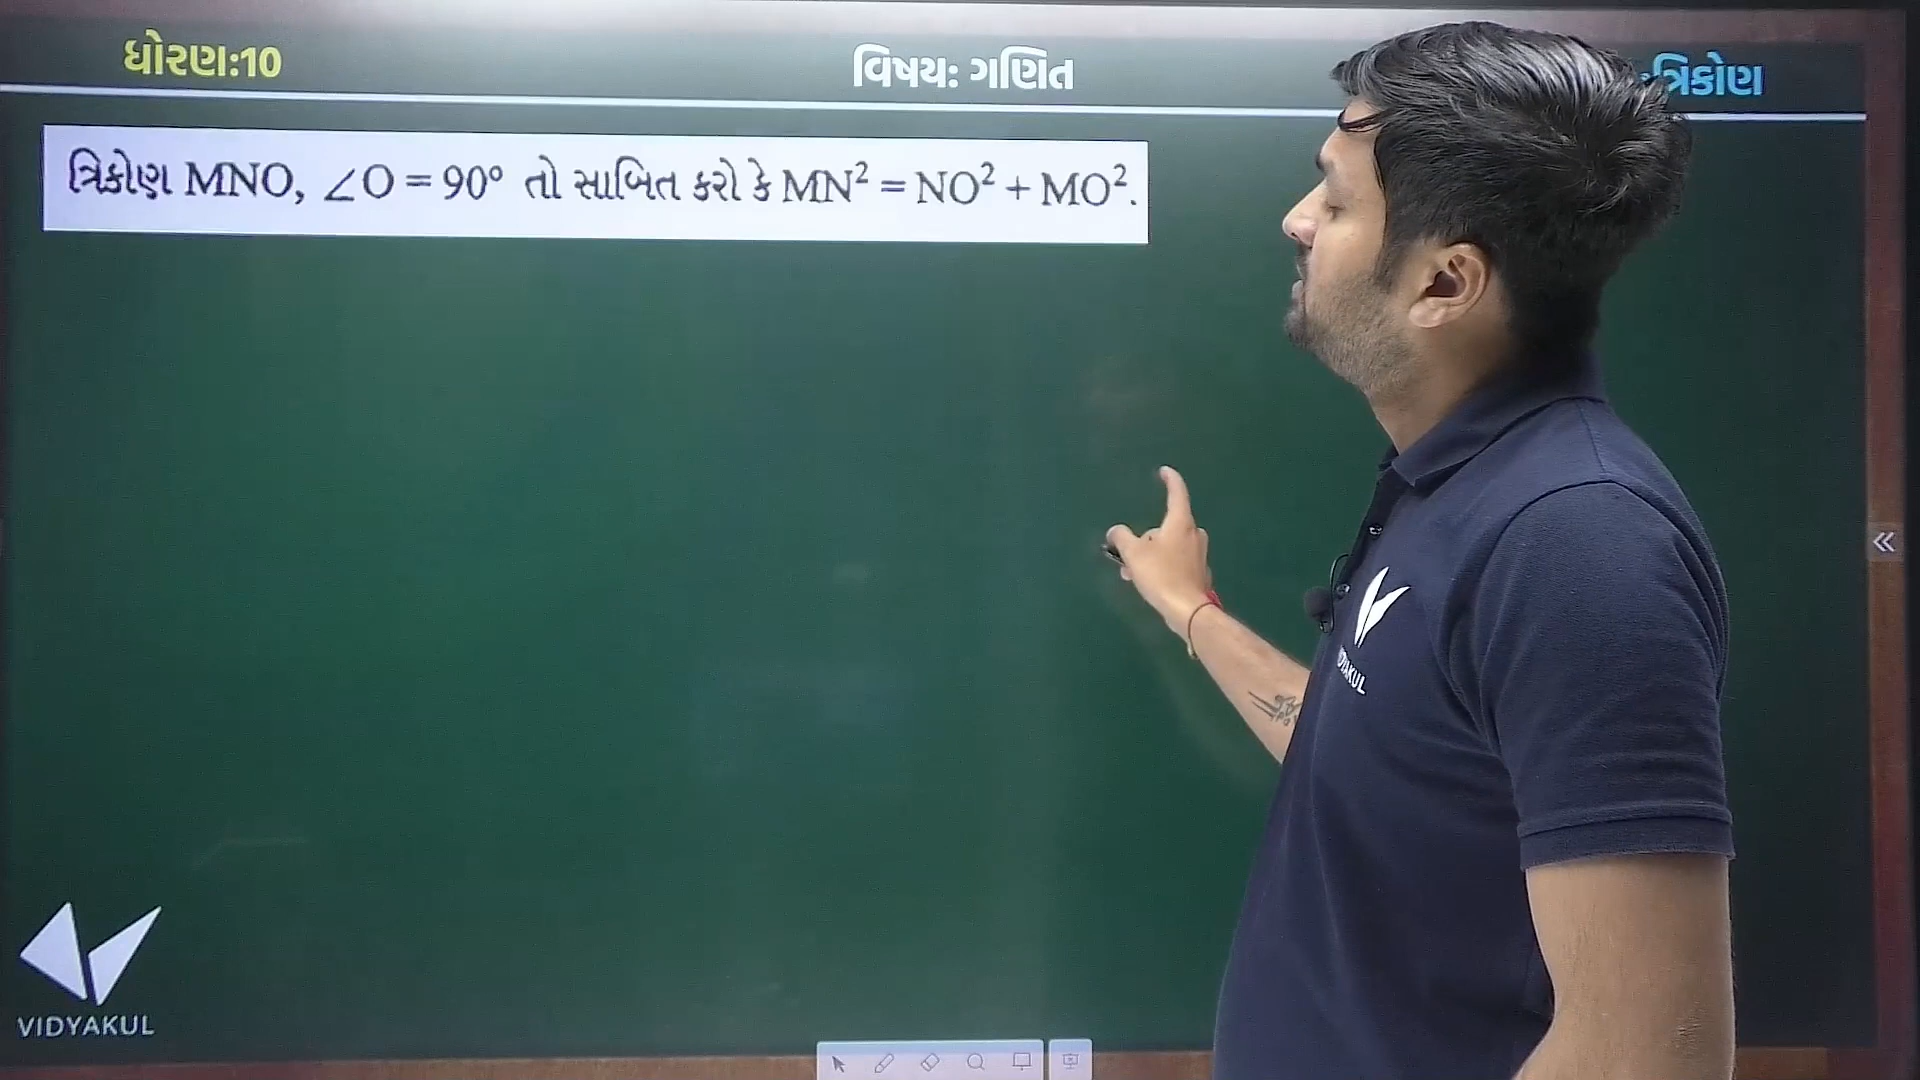 ધોરણ:10
વિષય: ગણિત
ત્રિકોણ
ત્રિકોણ MNO, ∠O = 90° તો સાબિત કરો કે MN² = NO² + MO².
VIDYAKUL